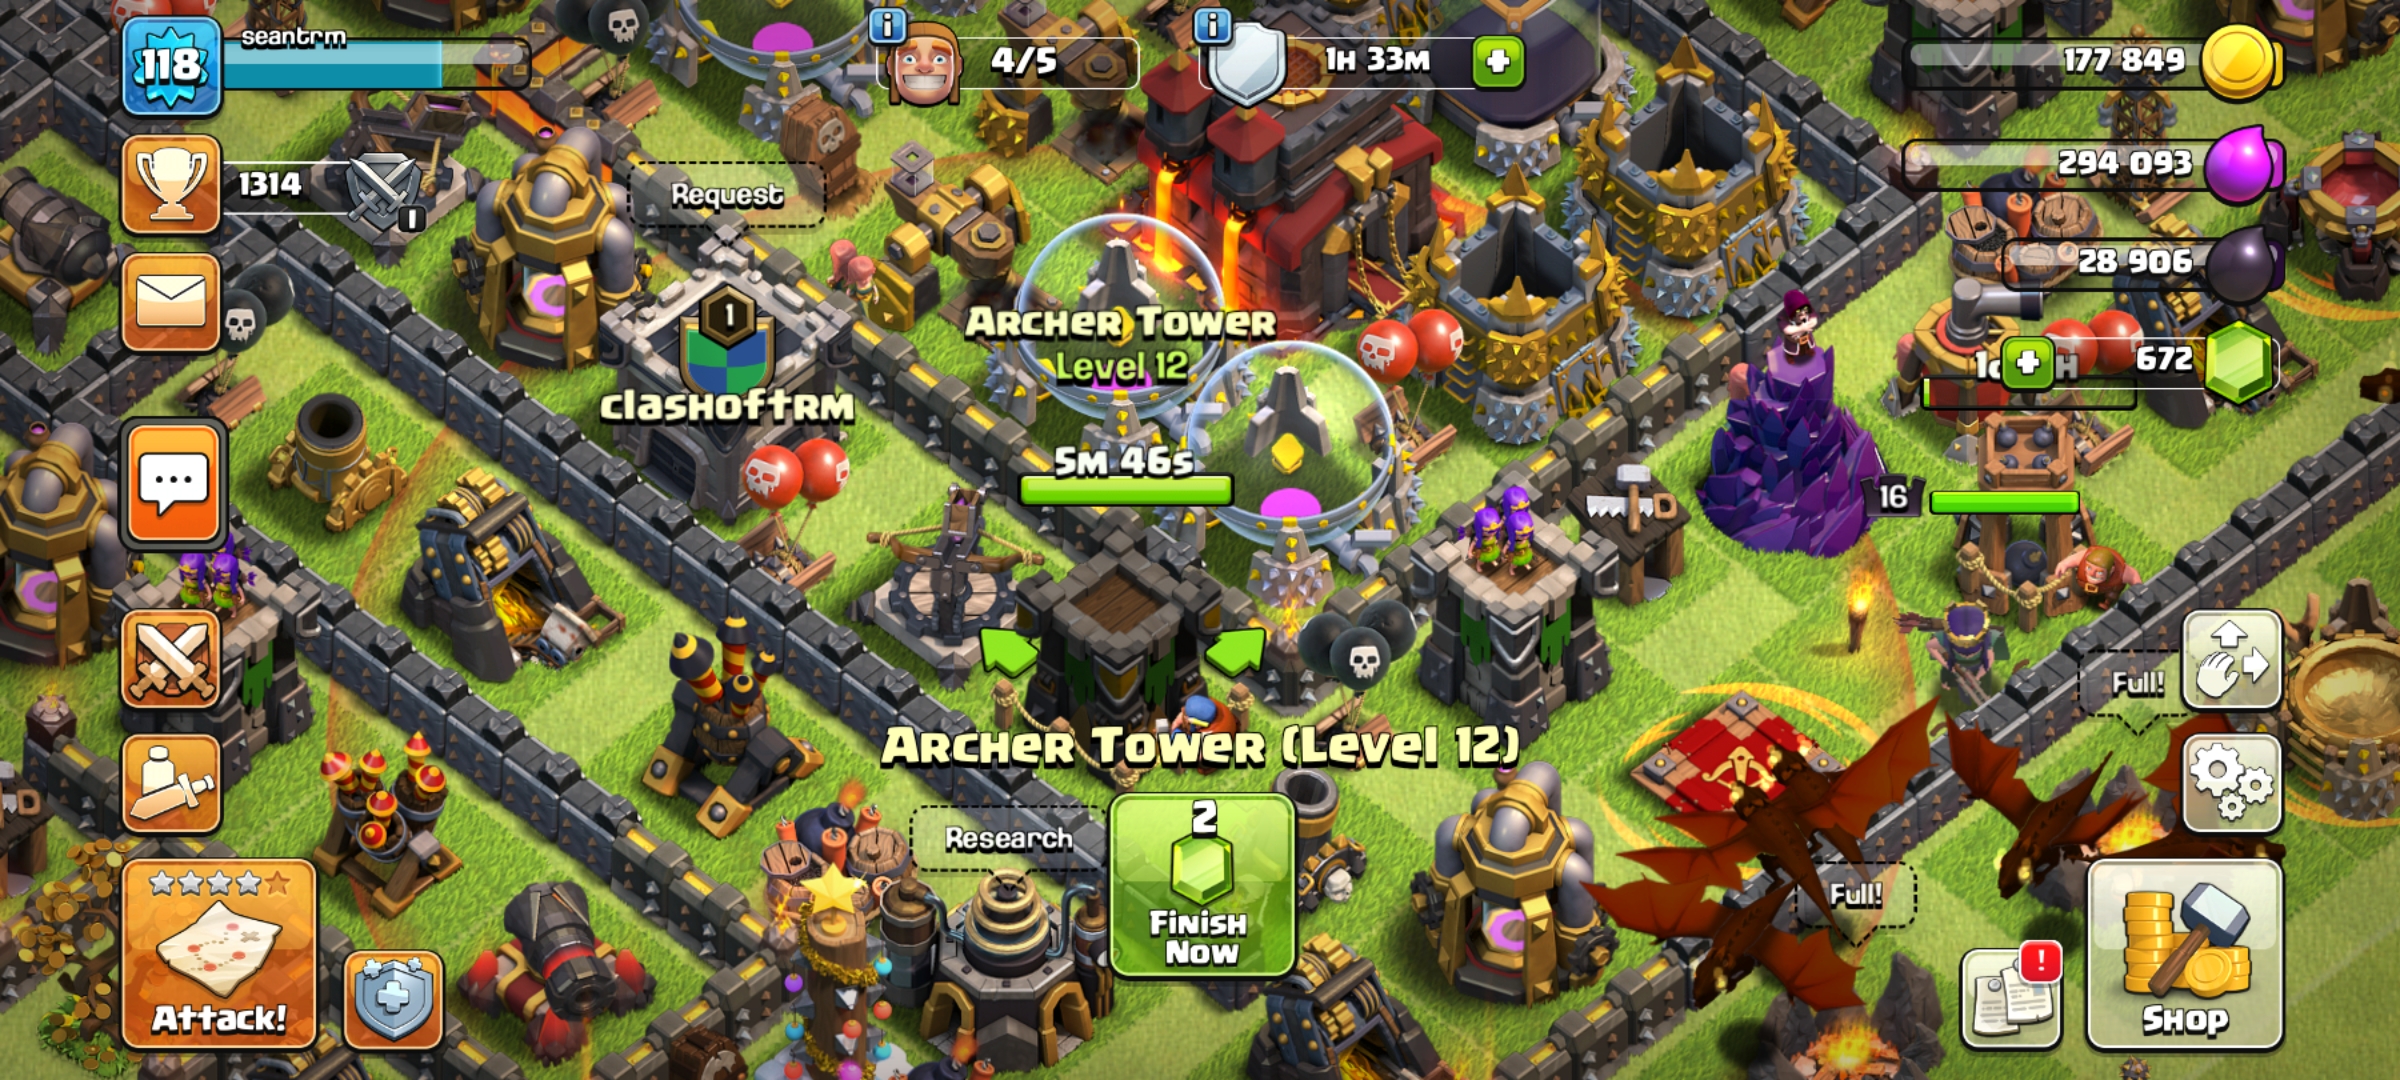 118
seantrm
4/5
1H 33M
177 849
1314
I
294 093
28 906
672
Request
1
clashoftrm
Archer Tower
Level 12
5M 46S
16
Full!
Archer Tower (Level 12)
Research
2
Finish
Now
Full!
Attack!
!
Shop